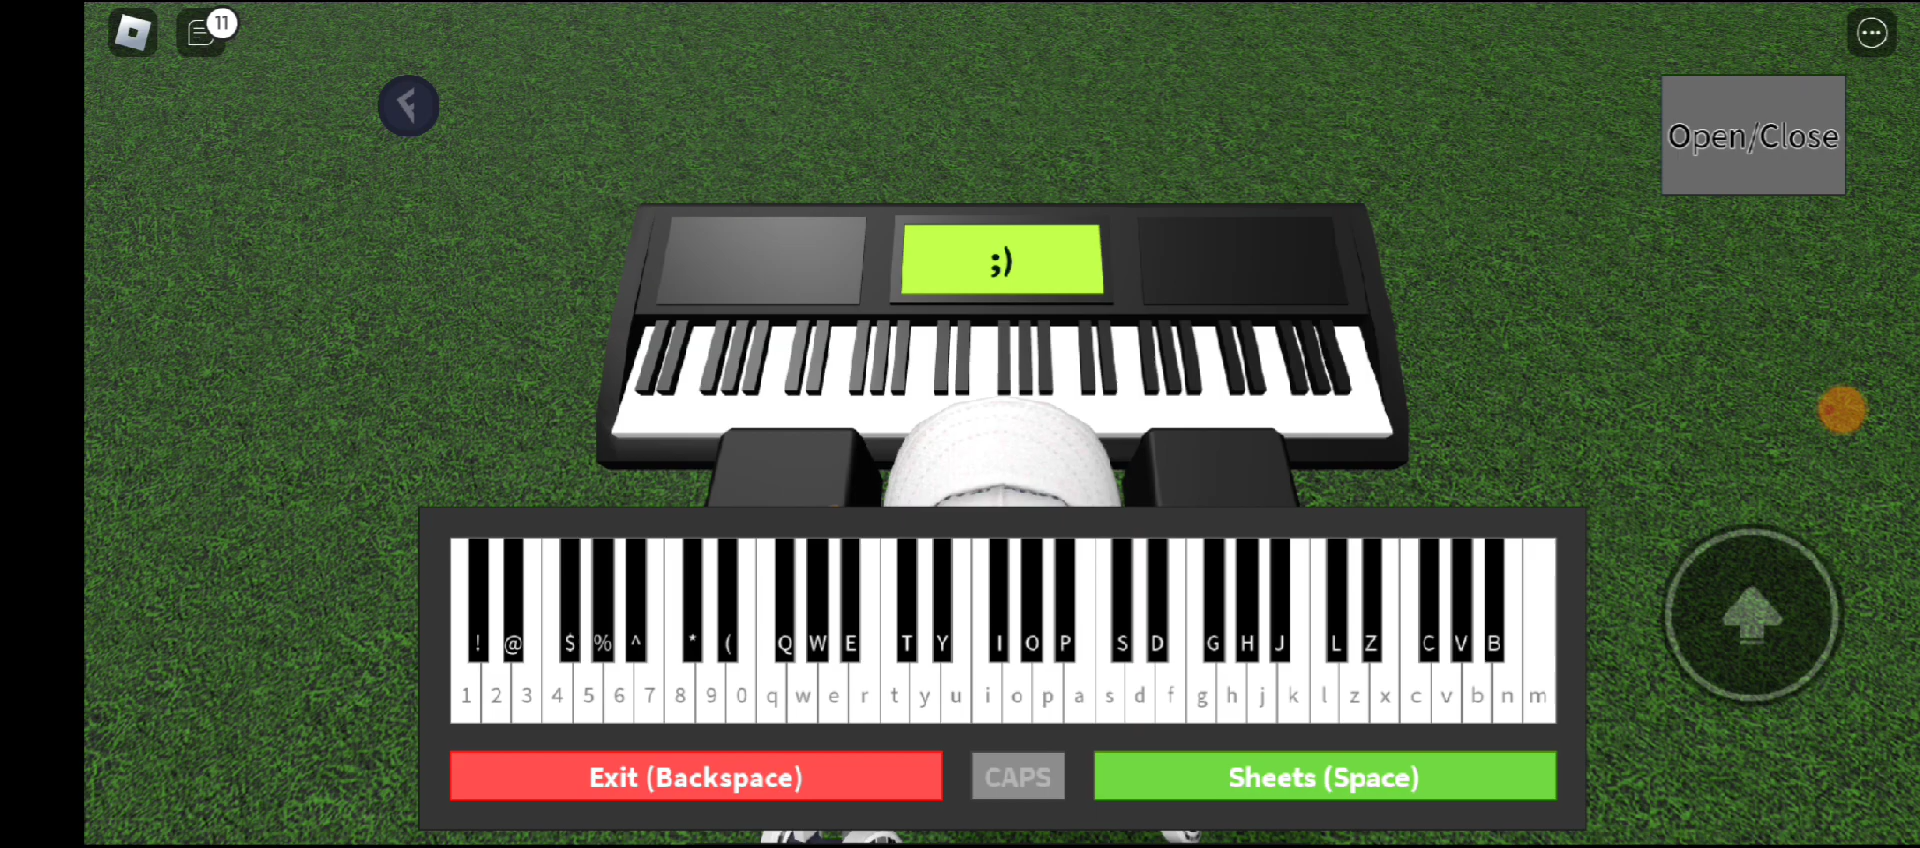 11
Open/Close
;)
! @ $ % ^ * ( Q W E T Y I O P S D G H J L Z C V B
1 2 3 4 5 6 7 8 9 0 q w e r t y u i o p a s d f g h j k l z x c v b n m
Exit (Backspace) CAPS Sheets (Space)